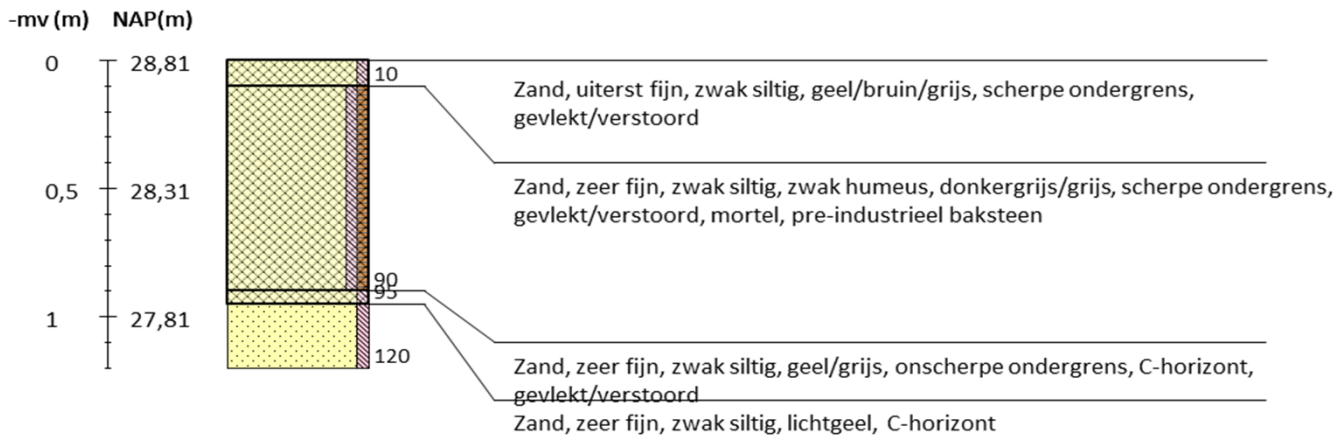 -mv (m) NAP(m)
0 28,81
10
Zand, uiterst fijn, zwak siltig, geel/bruin/grijs, scherpe ondergrens,
gevlekt/verstoord
0,5 28,31
Zand, zeer fijn, zwak siltig, zwak humeus, donkergrijs/grijs, scherpe ondergrens,
gevlekt/verstoord, mortel, pre-industrieel baksteen
90
95
1 27,81
120
Zand, zeer fijn, zwak siltig, geel/grijs, onscherpe ondergrens, C-horizont,
gevlekt/verstoord
Zand, zeer fijn, zwak siltig, lichtgeel, C-horizont